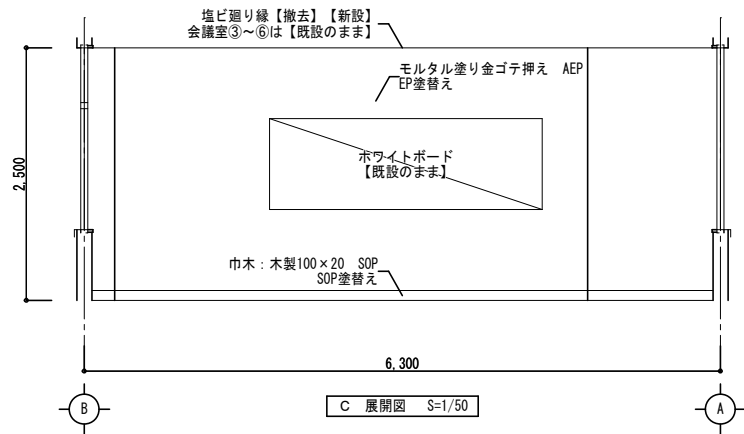 塩ビ廻り縁【撤去】【新設】
会議室③～⑥は【既設のまま】
モルタル塗り金ゴテ押え AEP
EP塗替え
ホワイトボード
【既設のまま】
2,500
巾木：木製100×20 SOP
SOP塗替え
6,300
B
C 展開図 S=1/50
A